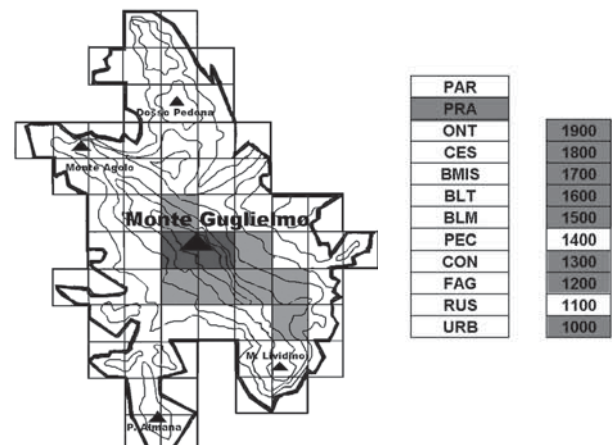 Dosso Pedona
Monte Agolo
Monte Guglielmo
M. Lividino
P. Almana
PAR
PRA
ONT
CES
BMIS
BLT
BLM
PEC
CON
FAG
RUS
URB
1900
1800
1700
1600
1500
1400
1300
1200
1100
1000